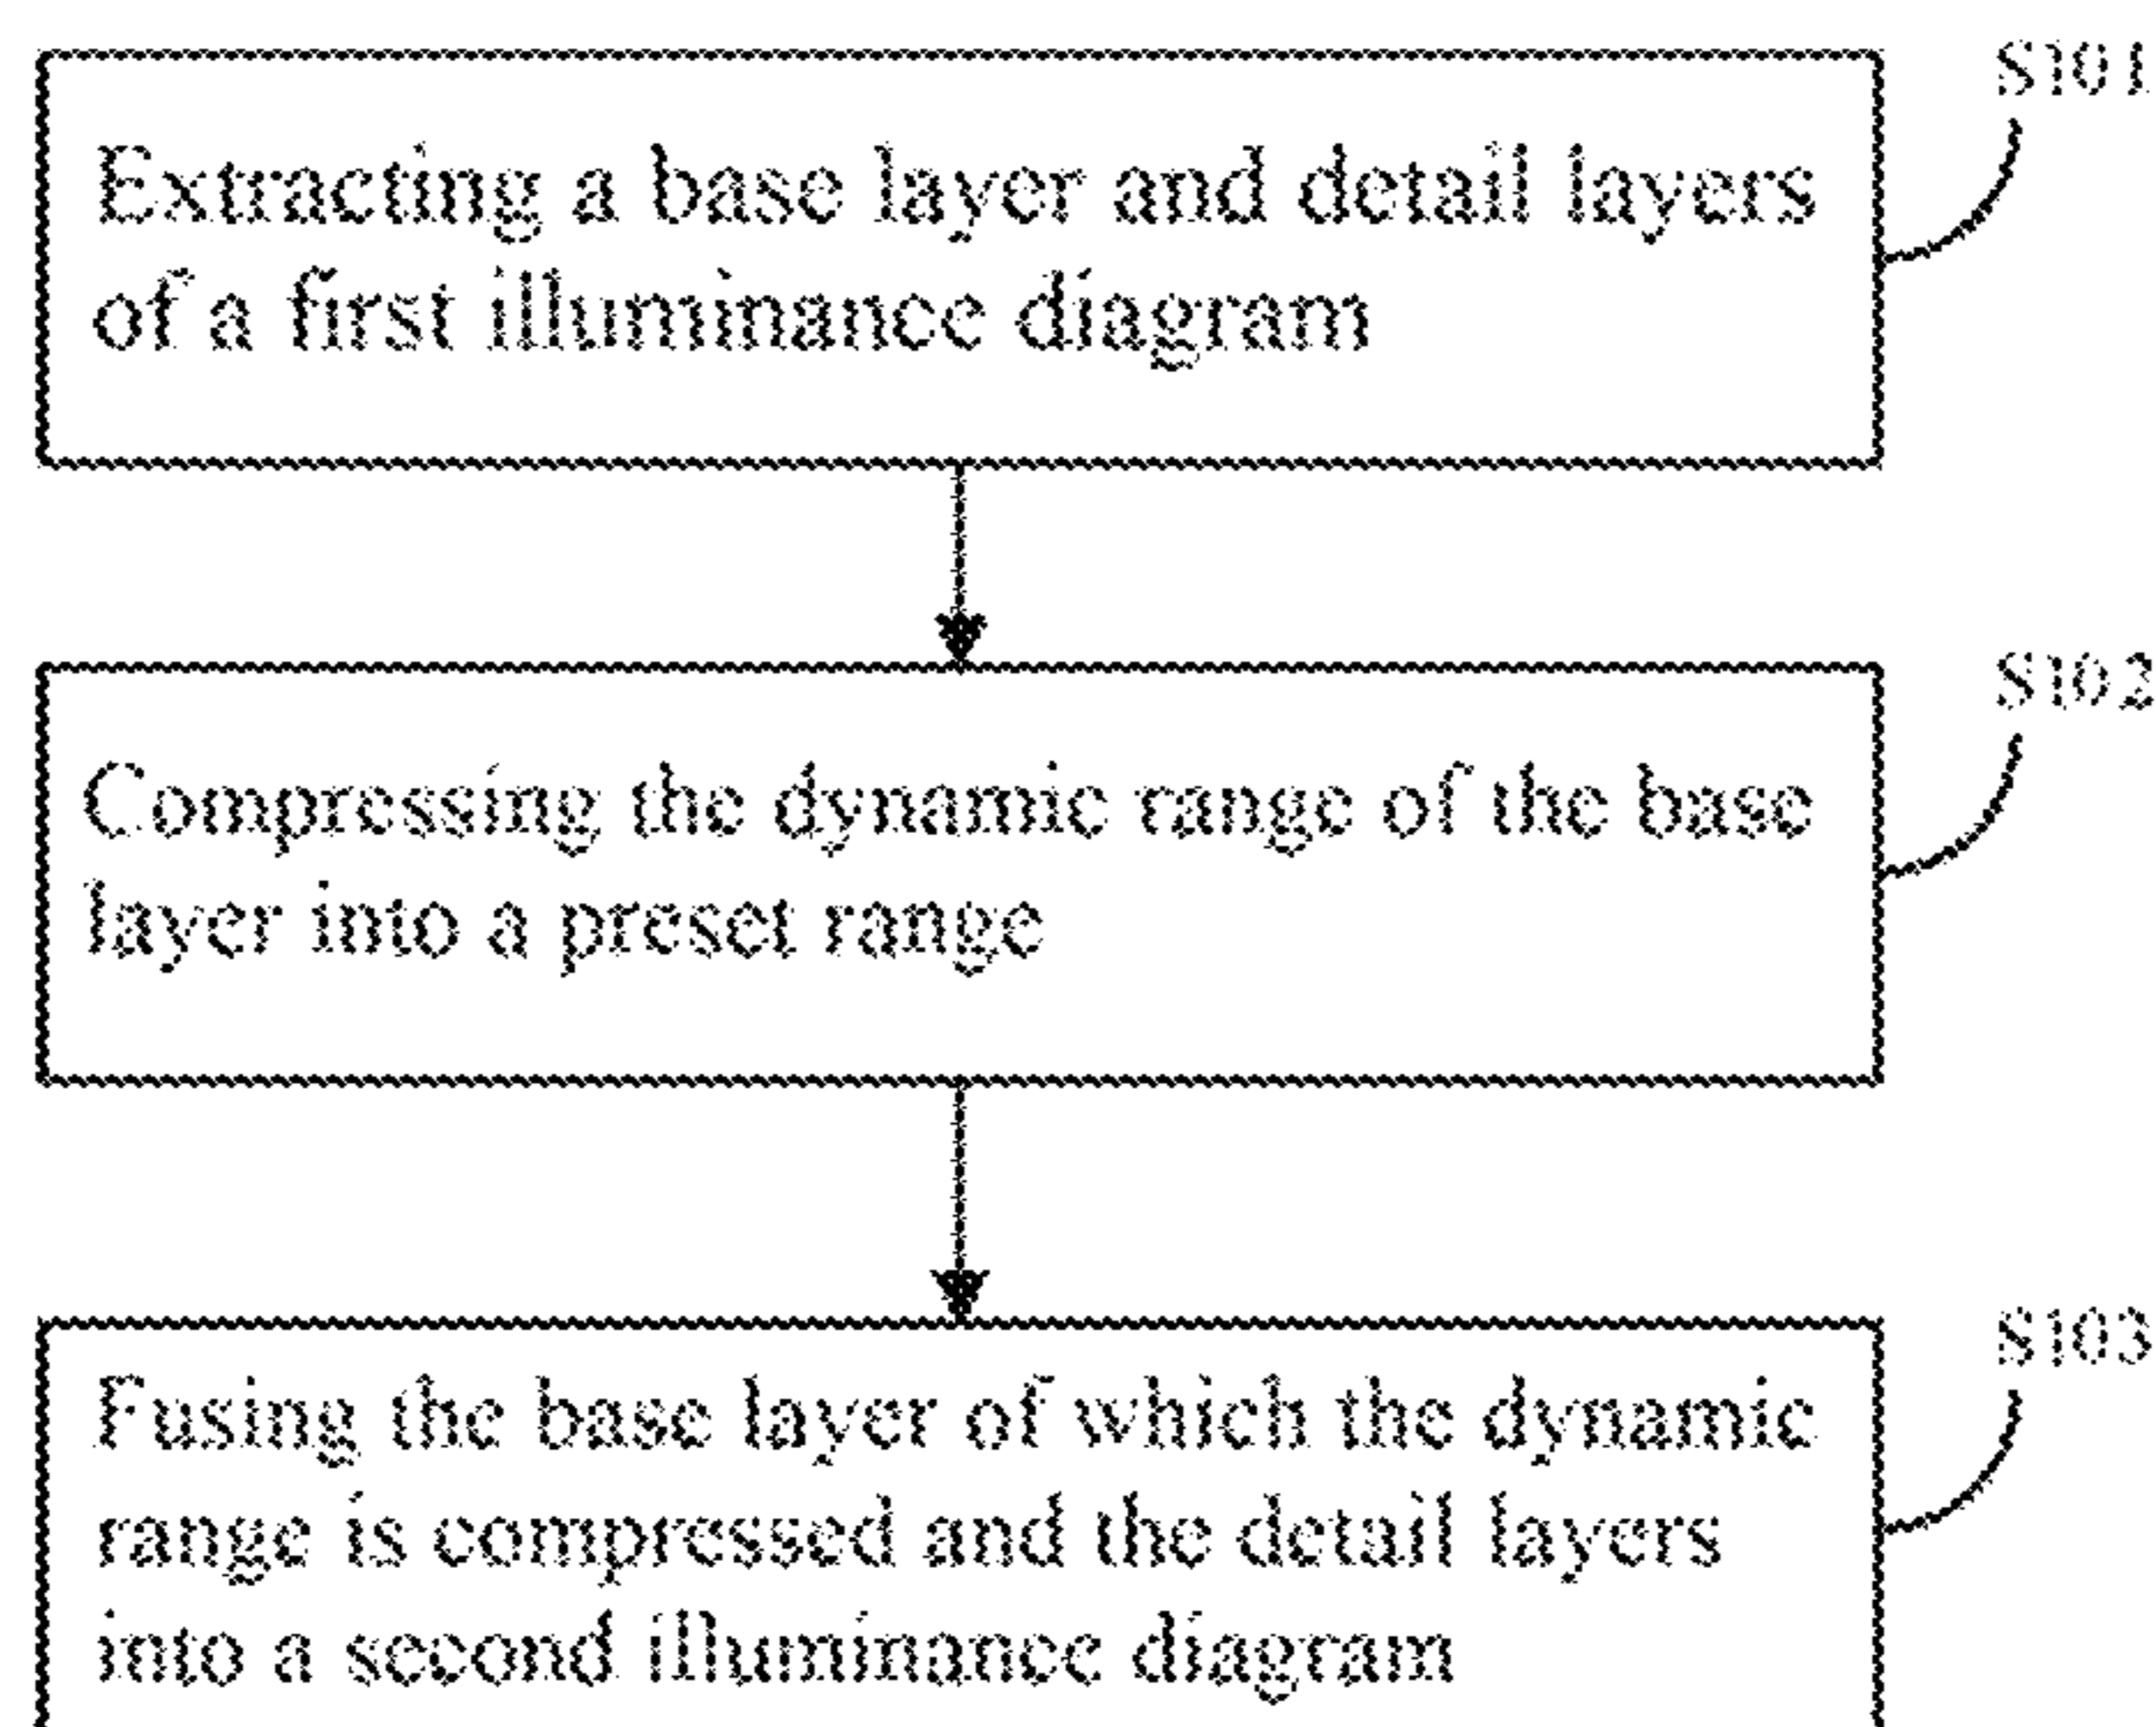 S101
Extracting a base layer and detail layers
of a first illuminance diagram
S102
Compressing the dynamic range of the base
layer into a preset range
S103
Fusing the base layer of which the dynamic
range is compressed and the detail layers
into a second illuminance diagram